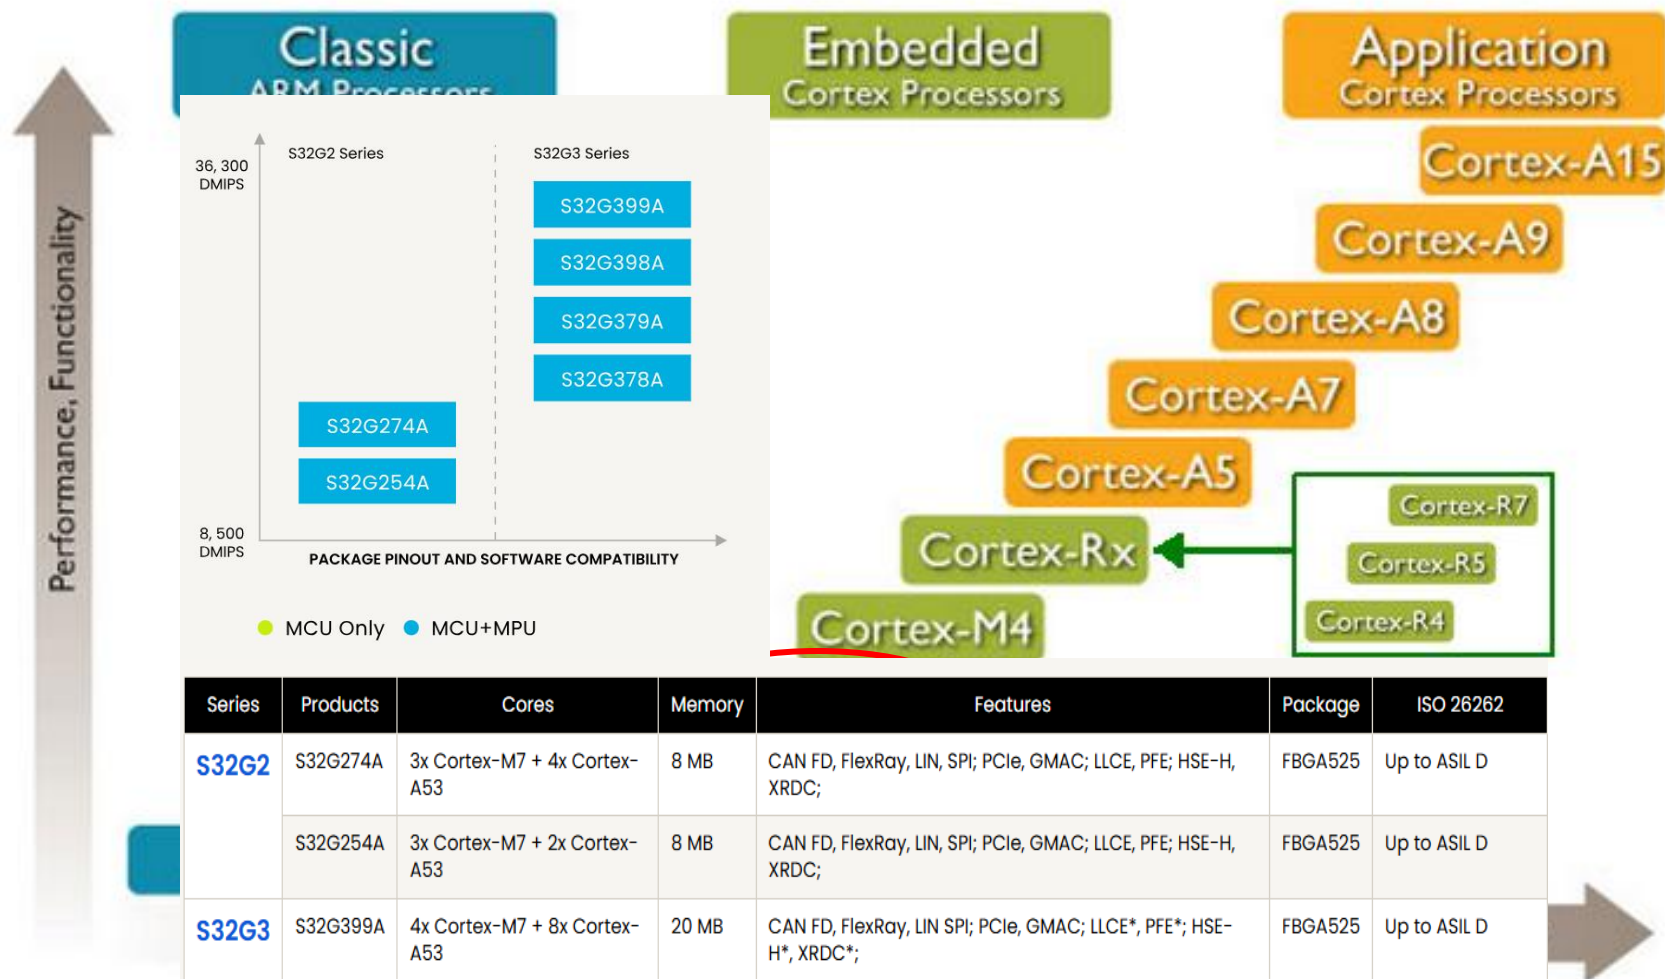 Classic
ARM Processors
Embedded
Cortex Processors
Application
Cortex Processors
Performance, Functionality
36, 300
DMIPS
S32G2 Series
S32G3 Series
S32G399A
S32G398A
S32G379A
S32G378A
S32G274A
S32G254A
8, 500
DMIPS
PACKAGE PINOUT AND SOFTWARE COMPATIBILITY
MCU Only
MCU+MPU
Cortex-A15
Cortex-A9
Cortex-A8
Cortex-A7
Cortex-A5
Cortex-Rx
Cortex-M4
Cortex-R7
Cortex-R5
Cortex-R4
Series Products Cores Memory Features Package ISO 26262
S32G2 S32G274A 3x Cortex-M7 + 4x Cortex- 8 MB CAN FD, FlexRay, LIN, SPI; PCIe, GMAC; LLCE, PFE; HSE-H, FBGA525 Up to ASIL D
A53 XRDC;
S32G254A 3x Cortex-M7 + 2x Cortex- 8 MB CAN FD, FlexRay, LIN, SPI; PCIe, GMAC; LLCE, PFE; HSE-H, FBGA525 Up to ASIL D
A53 XRDC;
S32G3 S32G399A 4x Cortex-M7 + 8x Cortex- 20 MB CAN FD, FlexRay, LIN SPI; PCIe, GMAC; LLCE*, PFE*; HSE- FBGA525 Up to ASIL D
A53 H*, XRDC*;